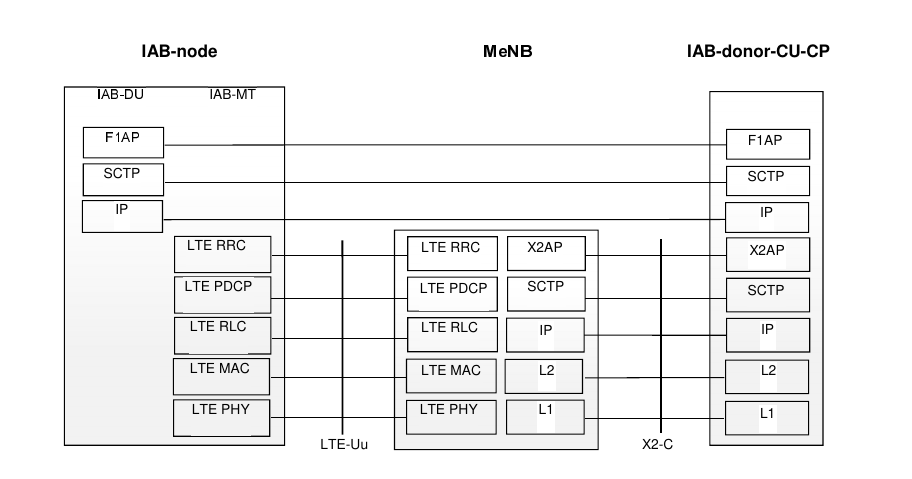 IAB-node MeNB IAB-donor-CU-CP
IAB-DU IAB-MT
F1AP F1AP
SCTP SCTP
IP IP
LTE RRC LTE RRC X2AP X2AP
LTE PDCP LTE PDCP SCTP SCTP
LTE RLC LTE RLC IP IP
LTE MAC LTE MAC L2 L2
LTE PHY LTE PHY L1 L1
LTE-Uu X2-C